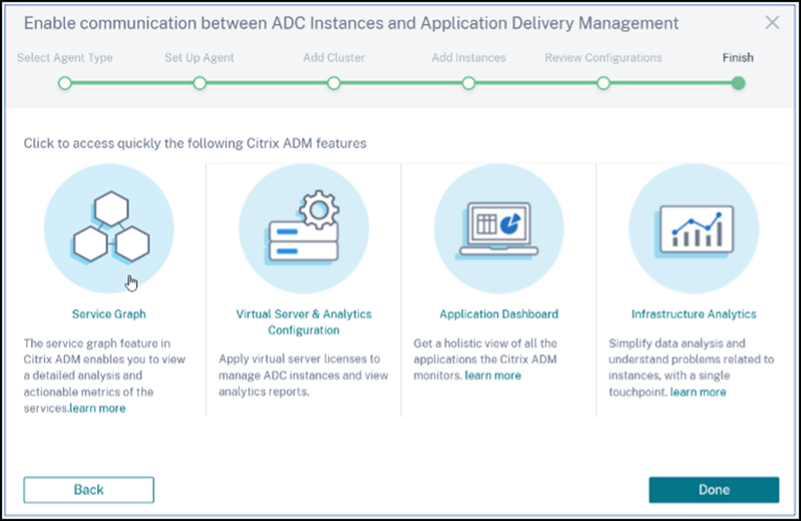 Enable communication between ADC Instances and Application Delivery Management
Select Agent Type
Set Up Agent
Add Cluster
Add Instances
Review Configurations
Finish
Click to access quickly the following Citrix ADM features
Service Graph
The service graph feature in
Citrix ADM enables you to view
a detailed analysis and
actionable metrics of the
services.learn more
Virtual Server & Analytics
Configuration
Apply virtual server licenses to
manage ADC instances and view
analytics reports.
Application Dashboard
Get a holistic view of all the
applications the Citrix ADM
monitors. learn more
Infrastructure Analytics
Simplify data analysis and
understand problems related to
instances, with a single
touchpoint. learn more
Back
Done